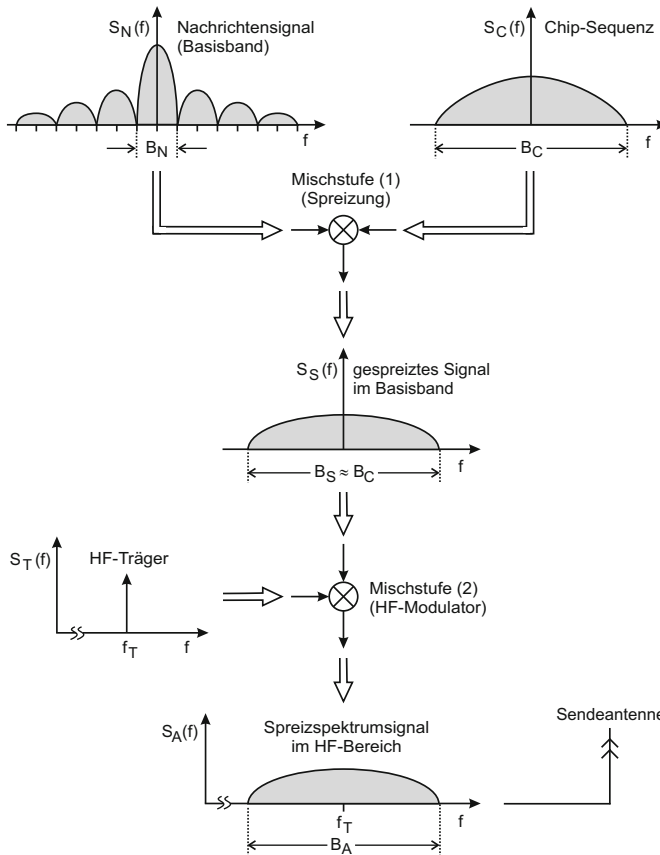 S_N(f)
Nachrichtensignal
(Basisband)
f
B_N
S_C(f)
Chip-Sequenz
f
B_C
Mischstufe (1)
(Spreizung)
S_S(f)
gespreiztes Signal
im Basisband
f
B_S ≈ B_C
S_T(f)
HF-Träger
f_T
f
Mischstufe (2)
(HF-Modulator)
S_A(f)
Spreizspektrumsignal
im HF-Bereich
f_T
f
B_A
Sendeantenne